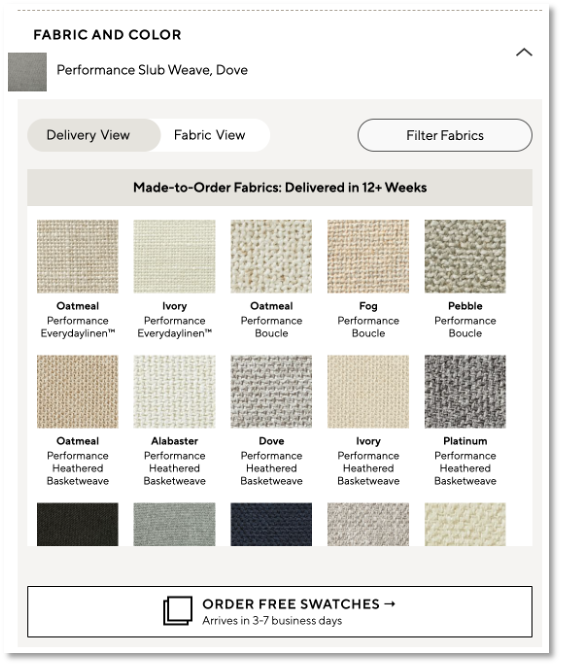 FABRIC AND COLOR
Performance Slub Weave, Dove
Delivery View
Fabric View
Filter Fabrics
Made-to-Order Fabrics: Delivered in 12+ Weeks
Oatmeal
Performance
Everydaylinen™
Ivory
Performance
Everydaylinen™
Oatmeal
Performance
Boucle
Fog
Performance
Boucle
Pebble
Performance
Boucle
Oatmeal
Performance
Heathered
Basketweave
Alabaster
Performance
Heathered
Basketweave
Dove
Performance
Heathered
Basketweave
Ivory
Performance
Heathered
Basketweave
Platinum
Performance
Heathered
Basketweave
ORDER FREE SWATCHES →
Arrives in 3-7 business days